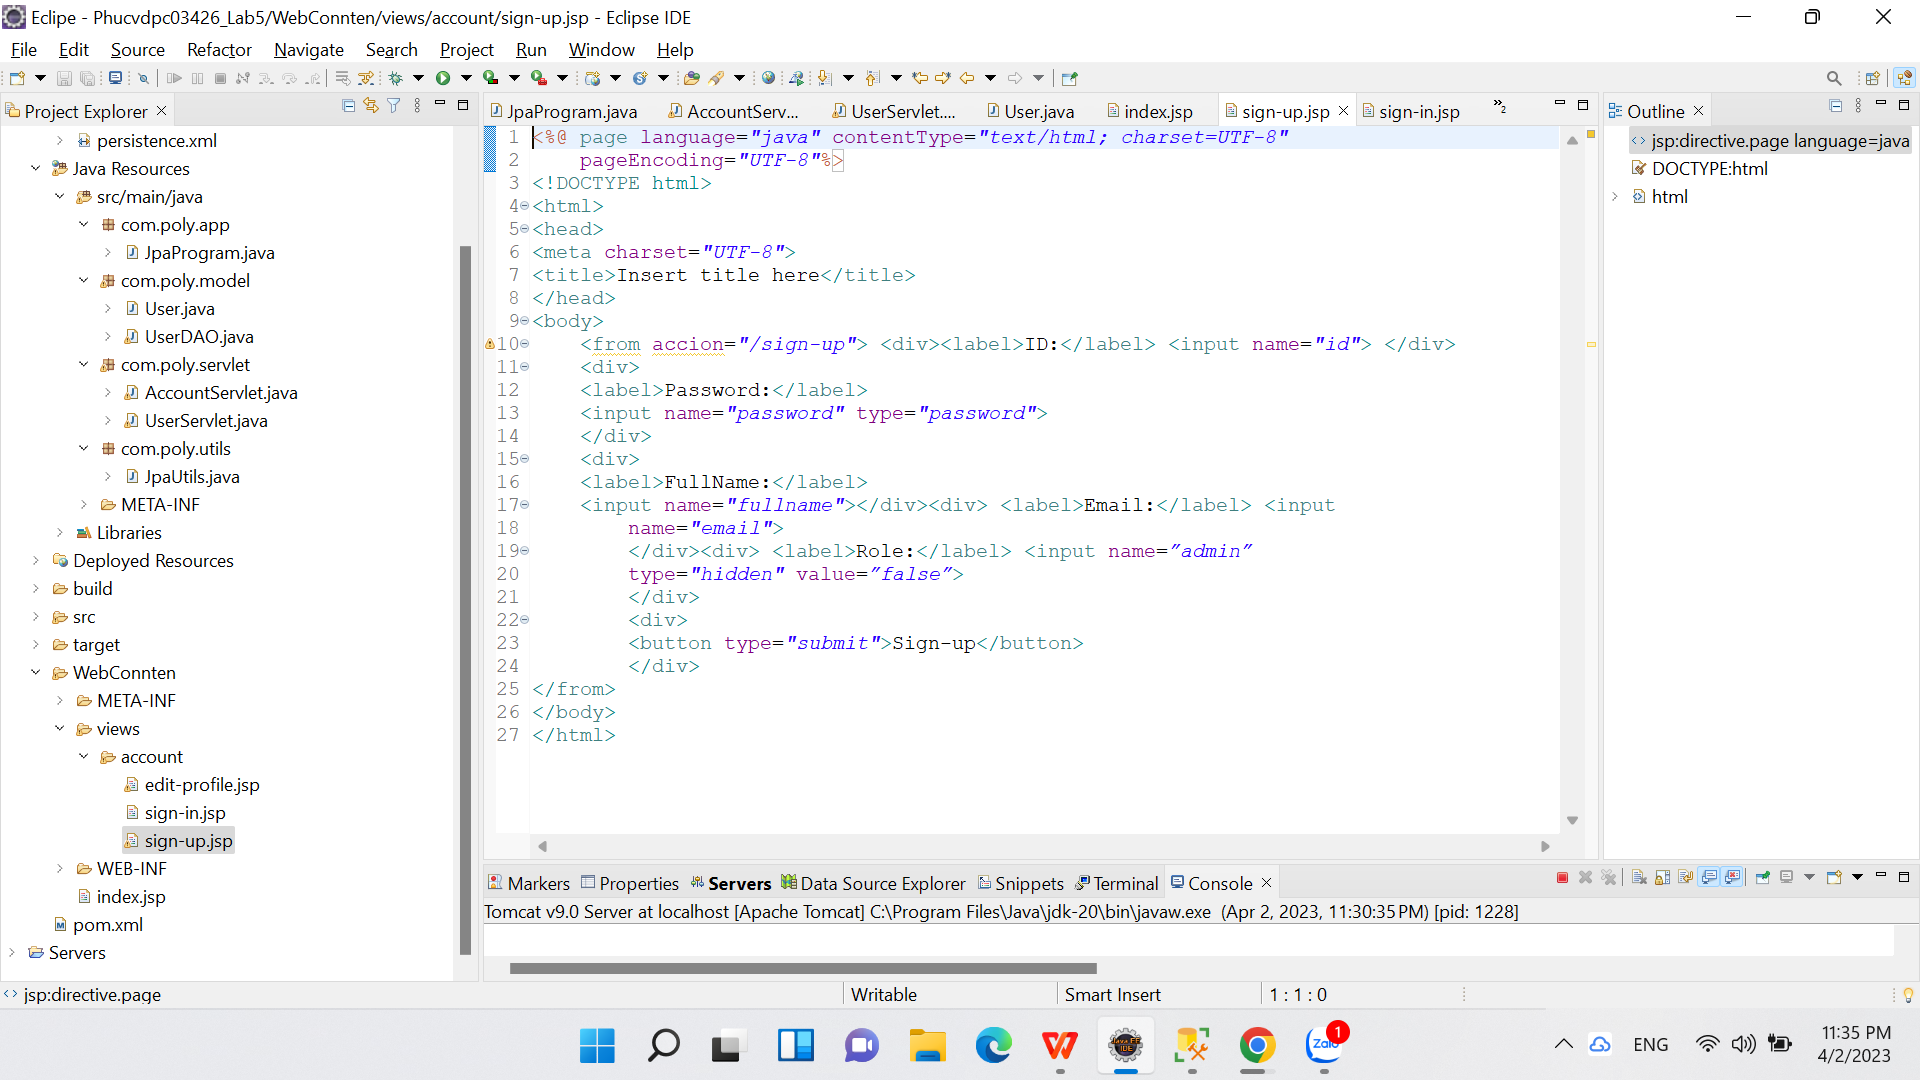 Eclipe - Phucvdpc03426_Lab5/WebConnten/views/account/sign-up.jsp - Eclipse IDE
File Edit Source Refactor Navigate Search Project Run Window Help
Project Explorer
persistence.xml
Java Resources
src/main/java
com.poly.app
JpaProgram.java
com.poly.model
User.java
UserDAO.java
com.poly.servlet
AccountServlet.java
UserServlet.java
com.poly.utils
JpaUtils.java
META-INF
Libraries
Deployed Resources
build
src
target
WebConnten
META-INF
views
account
edit-profile.jsp
sign-in.jsp
sign-up.jsp
WEB-INF
index.jsp
pom.xml
Servers
JpaProgram.java AccountServ... UserServlet.... User.java index.jsp sign-up.jsp sign-in.jsp »2
1 <%@ page language="java" contentType="text/html; charset=UTF-8"
2 pageEncoding="UTF-8"%>
3 <!DOCTYPE html>
4 <html>
5 <head>
6 <meta charset="UTF-8">
7 <title>Insert title here</title>
8 </head>
9 <body>
10 <from accion="/sign-up"> <div><label>ID:</label> <input name="id"> </div>
11 <div>
12 <label>Password:</label>
13 <input name="password" type="password">
14 </div>
15 <div>
16 <label>FullName:</label>
17 <input name="fullname"></div><div> <label>Email:</label> <input
18 name="email">
19 </div><div> <label>Role:</label> <input name=”admin”
20 type="hidden" value=”false”>
21 </div>
22 <div>
23 <button type="submit">Sign-up</button>
24 </div>
25 </from>
26 </body>
27 </html>
Outline
jsp:directive.page language=java
DOCTYPE:html
html
Markers Properties Servers Data Source Explorer Snippets Terminal Console
Tomcat v9.0 Server at localhost [Apache Tomcat] C:\Program Files\Java\jdk-20\bin\javaw.exe (Apr 2, 2023, 11:30:35 PM) [pid: 1228]
jsp:directive.page Writable Smart Insert 1 : 1 : 0
Java EE
IDE
Zalo
1
ENG
11:35 PM
4/2/2023